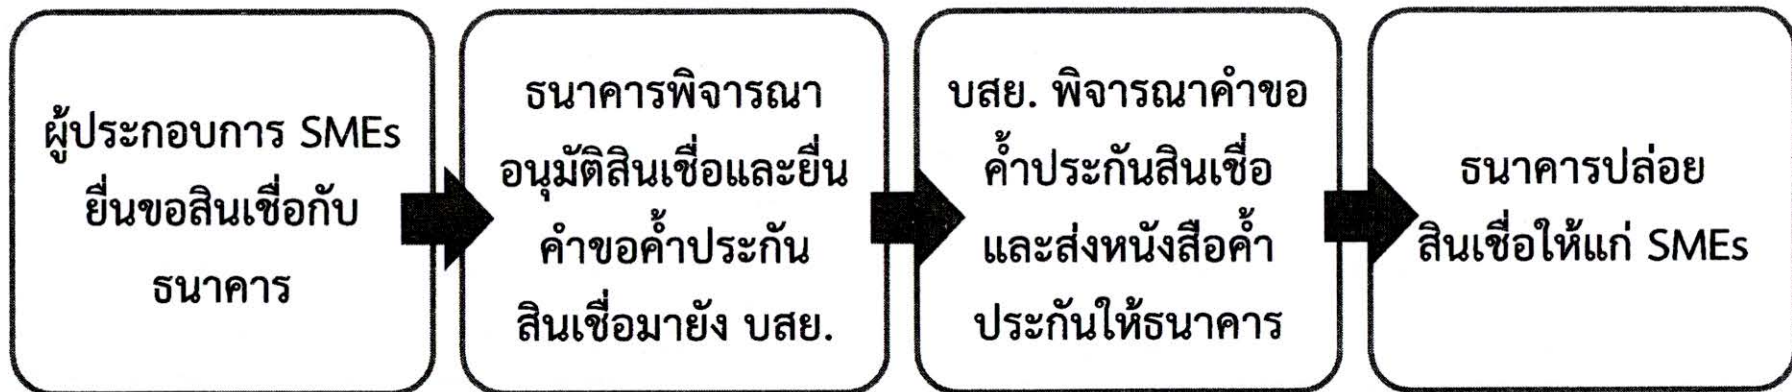 ผู้ประกอบการ SMEs
ยื่นขอสินเชื่อกับ
ธนาคาร
ธนาคารพิจารณา
อนุมัติสินเชื่อและยื่น
คำขอค้ำประกัน
สินเชื่อมายัง บสย.
บสย. พิจารณาคำขอ
ค้ำประกันสินเชื่อ
และส่งหนังสือค้ำ
ประกันให้ธนาคาร
ธนาคารปล่อย
สินเชื่อให้แก่ SMEs